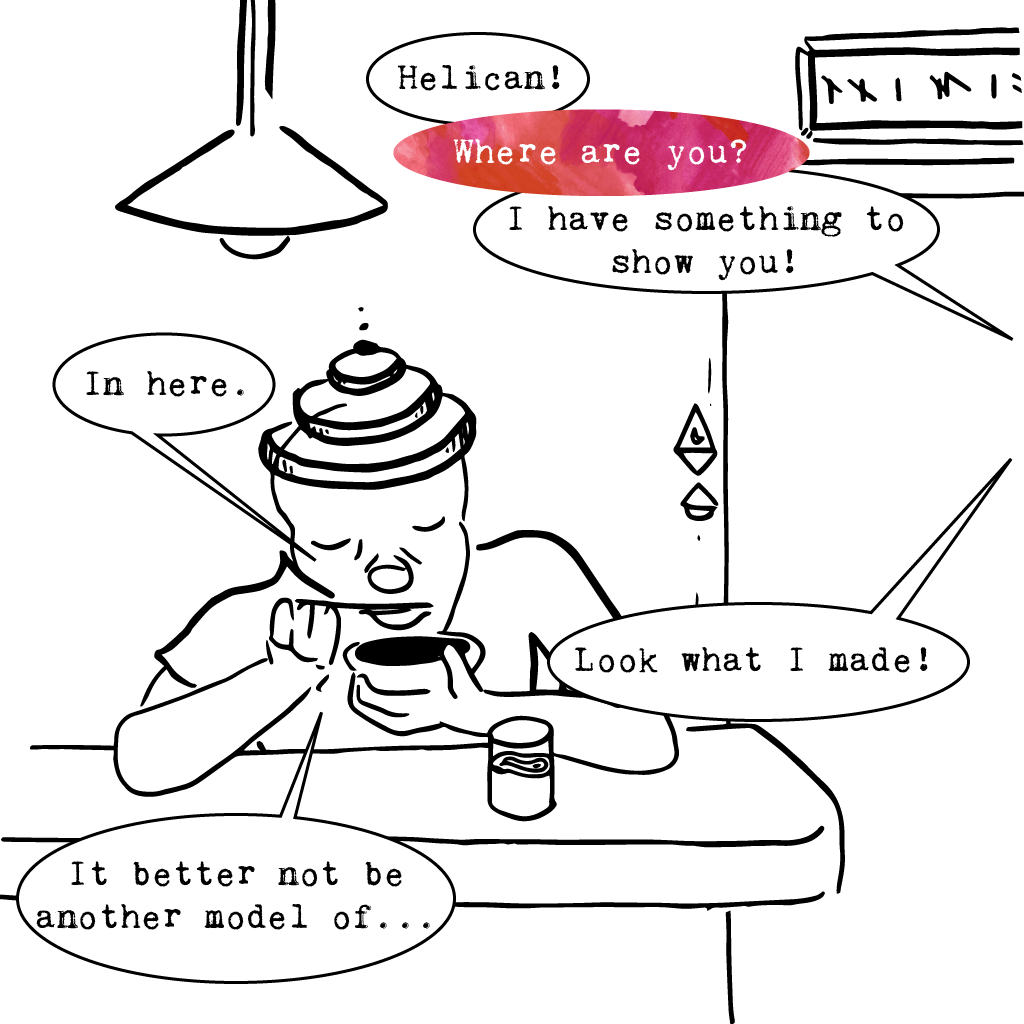 Helican!
Where are you?
I have something to
show you!
In here.
Look what I made!
It better not be
another model of...